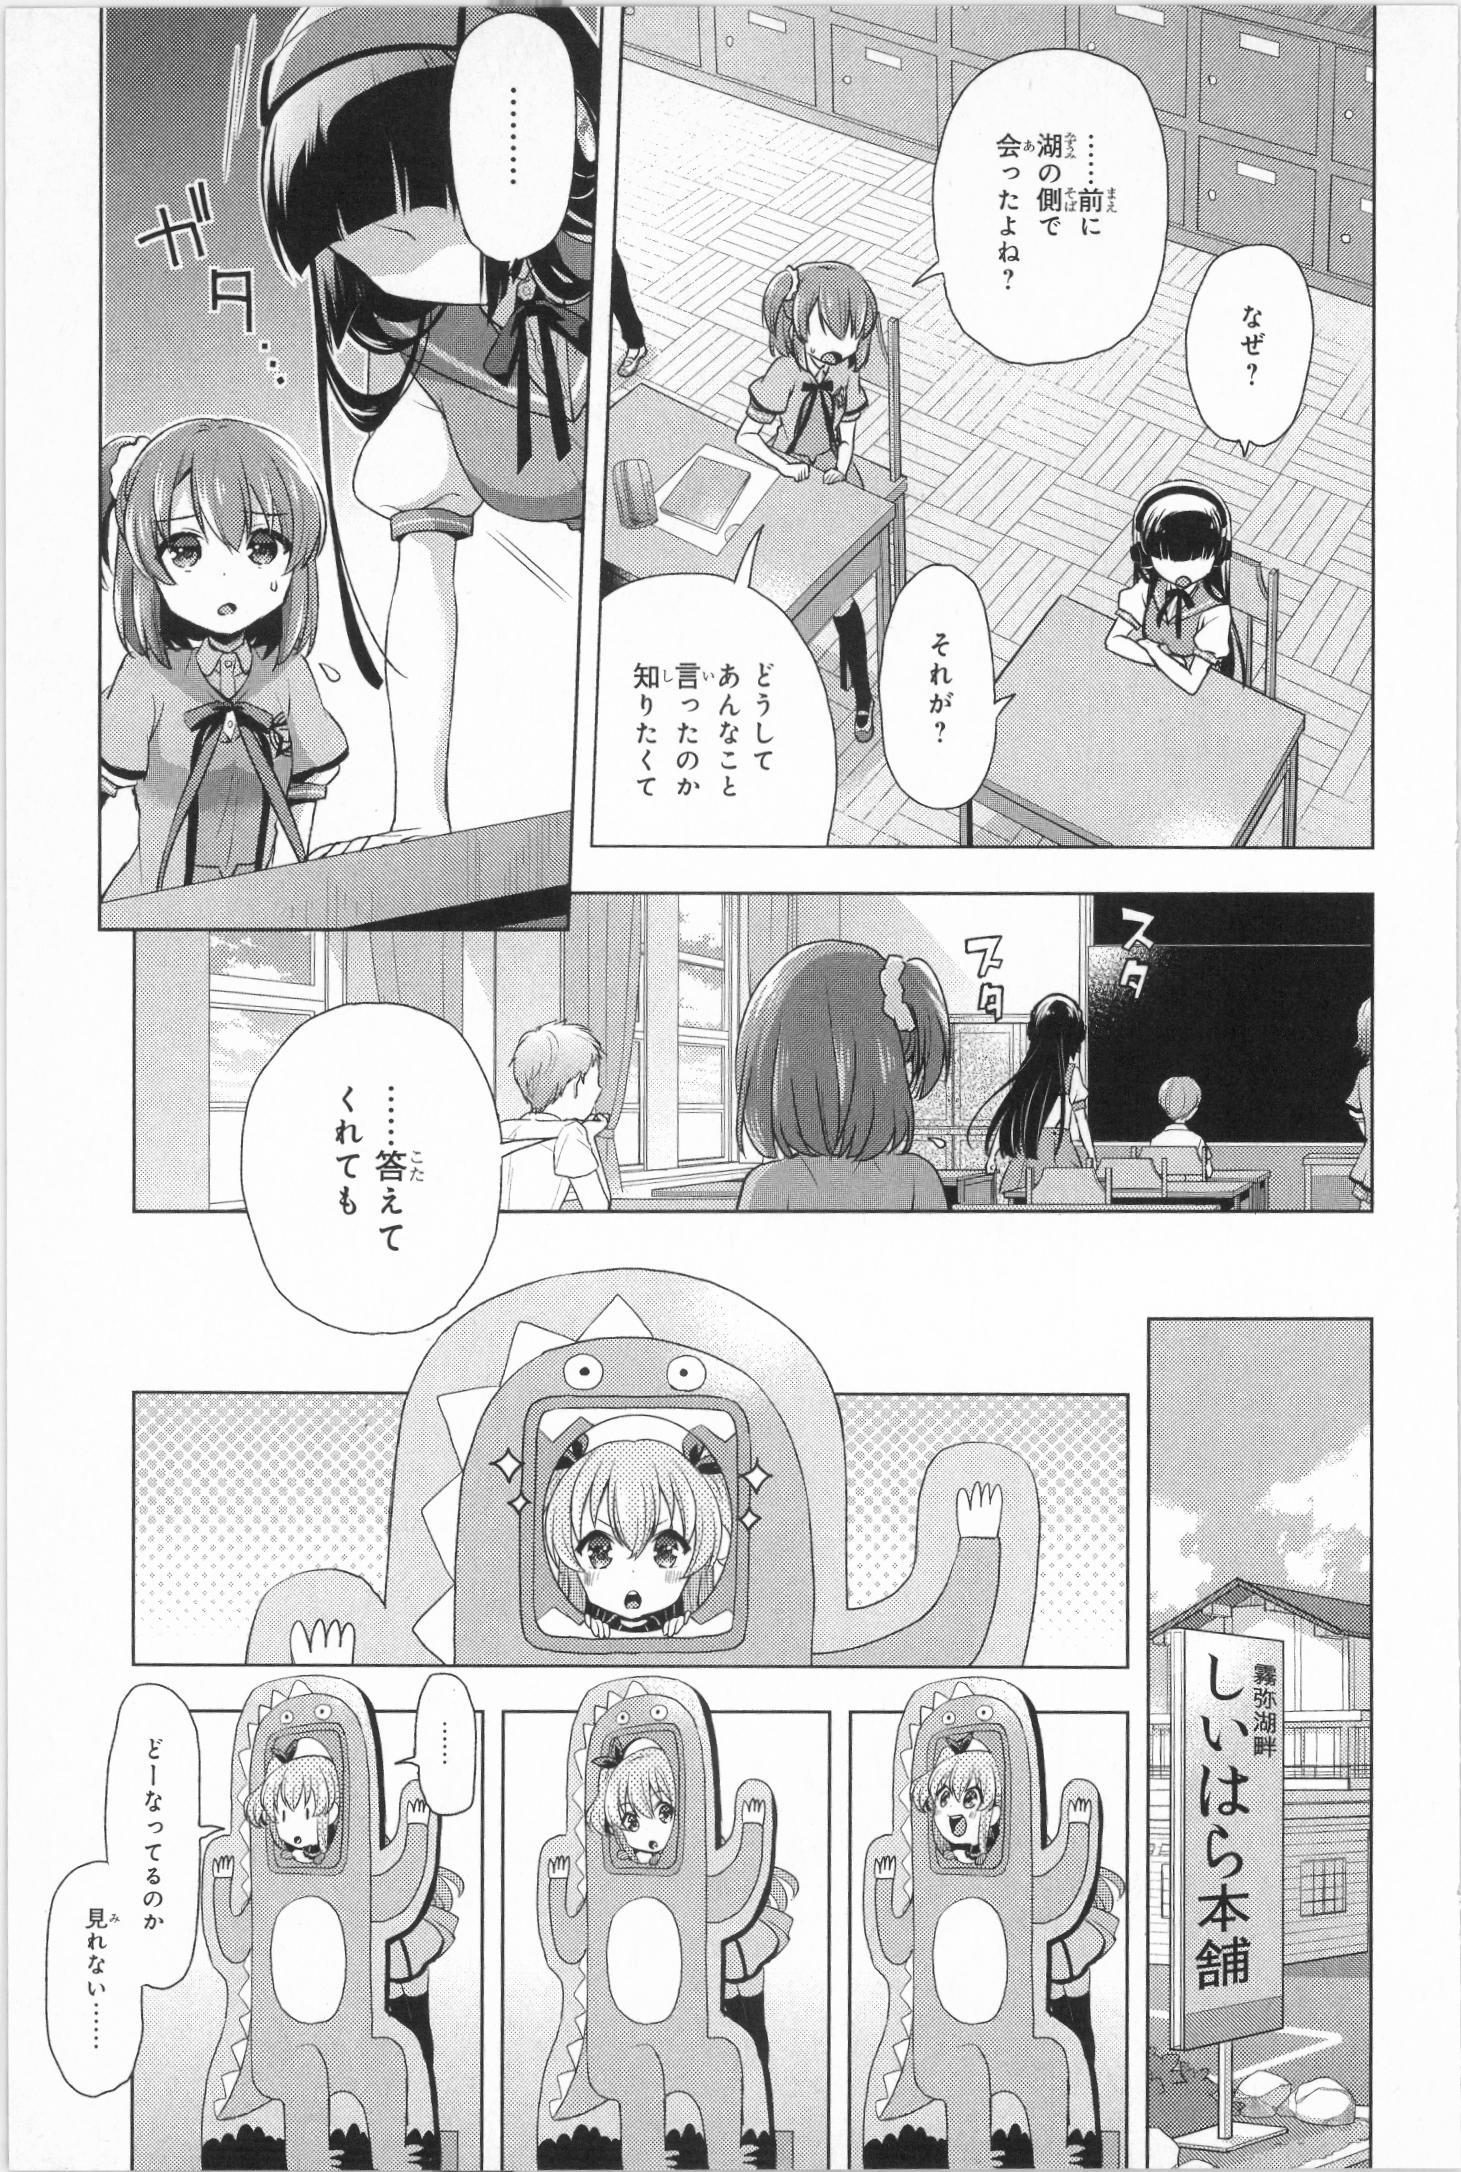 なぜ？
……前に
湖の側で
会ったよね？
それが？
どうして
あんなこと
言ったのか
知りたくて
………
ガタ…
スタ
スタ
……答えて
くれても
霧弥湖畔
しいはら本舗
……
どーなってるのか
見れない……